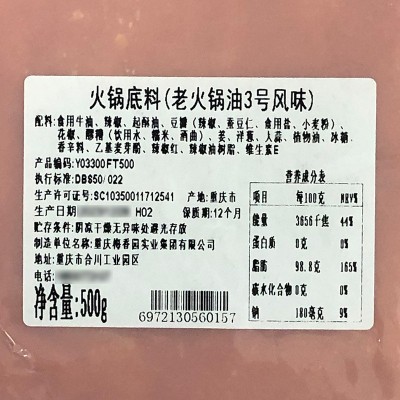 火锅底料(老火锅油3号风味)
配料:食用牛油、辣椒、起酥油、豆瓣(辣椒、蚕豆仁、食用盐、小麦粉)、
花椒、醪糟(饮用水、糯米、酒曲)、姜、洋葱、大蒜、植物油、冰糖、
香辛料、乙基麦芽酚、辣椒红、辣椒油树脂、维生素E
产品编码:Y03300FT500
执行标准:DBS50/022
生产许可证号:SC10350011712541 产地:重庆市
生产日期 H02 保质期:12个月
贮存条件:阴凉干燥无异味处避光存放
制造单位名称:重庆梅香园实业集团有限公司
地址:重庆市合川工业园区
电话:
净含量:500g
6972130560157
营养成分表
项目 每100克 NRV%
能量 3656千焦 44%
蛋白质 0克 0%
脂肪 98.8克 165%
碳水化合物 0克 0%
钠 180毫克 9%